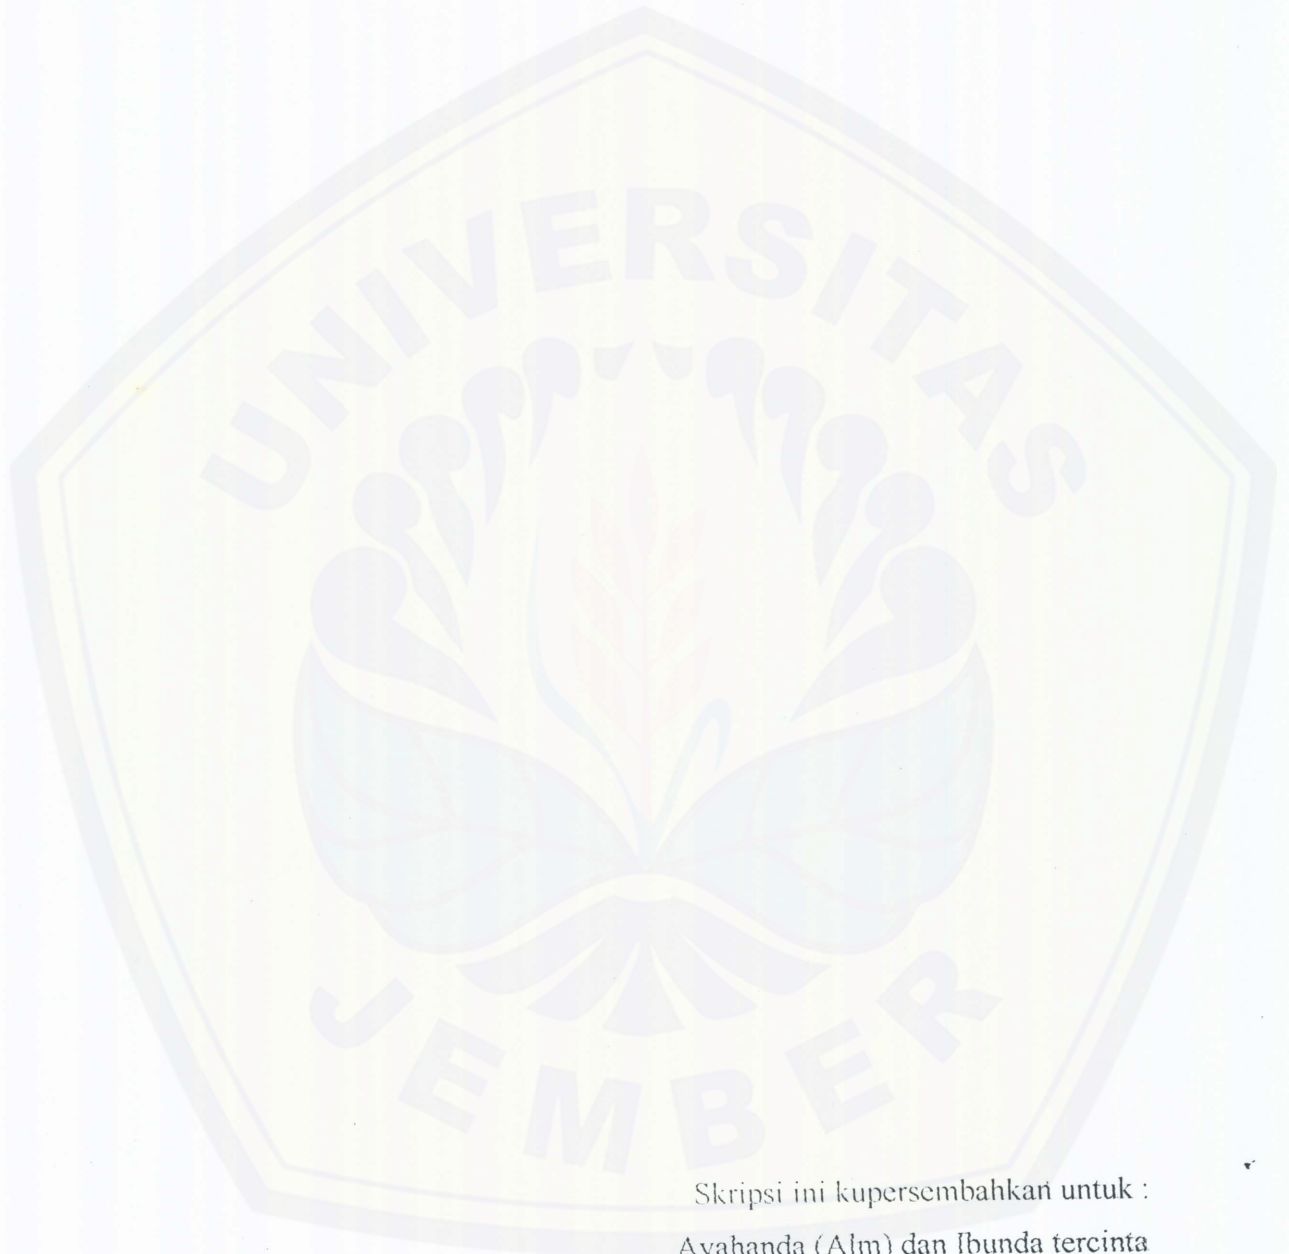 UNIVERSITAS
JEMBER
Skripsi ini kupersembahkan untuk :
Ayahanda (Alm) dan Ibunda tercinta